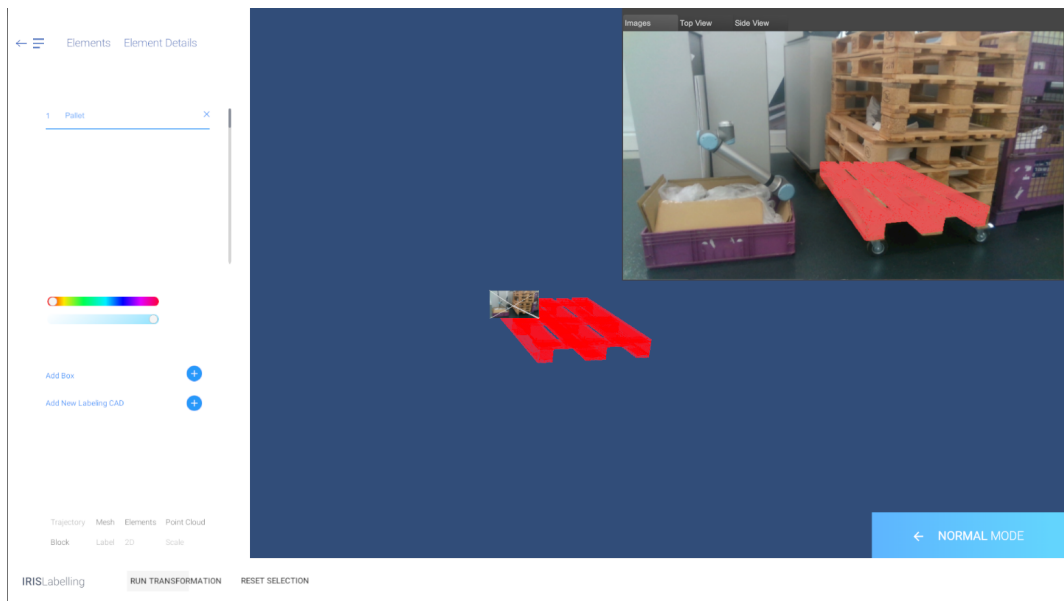 Images Top View Side View
Elements Element Details
1 Pallet
Add Box
Add New Labeling CAD
Trajectory Mesh Elements Point Cloud
Block Label 2D Scale
NORMAL MODE
IRISLabelling RUN TRANSFORMATION RESET SELECTION